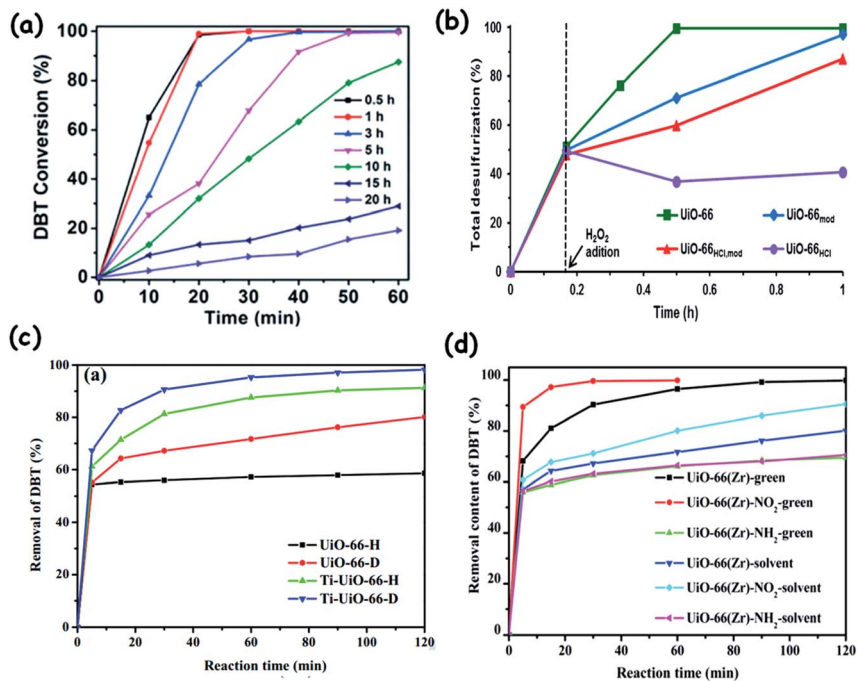 (a)
DBT Conversion (%)
100
80
60
40
20
0
0.5 h
1 h
3 h
5 h
10 h
15 h
20 h
0 10 20 30 40 50 60
Time (min)
(b)
Total desulfurization (%)
100
80
60
40
20
0
H₂O₂
adition
UiO-66
UiO-66mod
UiO-66HCl,mod
UiO-66HCl
0 0.2 0.4 0.6 0.8 1
Time (h)
(c)
(a)
Removal of DBT (%)
100
80
60
40
20
0
UiO-66-H
UiO-66-D
Ti-UiO-66-H
Ti-UiO-66-D
0 20 40 60 80 100 120
Reaction time (min)
(d)
Removal content of DBT (%)
100
80
60
40
20
0
UiO-66(Zr)-green
UiO-66(Zr)-NO₂-green
UiO-66(Zr)-NH₂-green
UiO-66(Zr)-solvent
UiO-66(Zr)-NO₂-solvent
UiO-66(Zr)-NH₂-solvent
0 20 40 60 80 100 120
Reaction time (min)